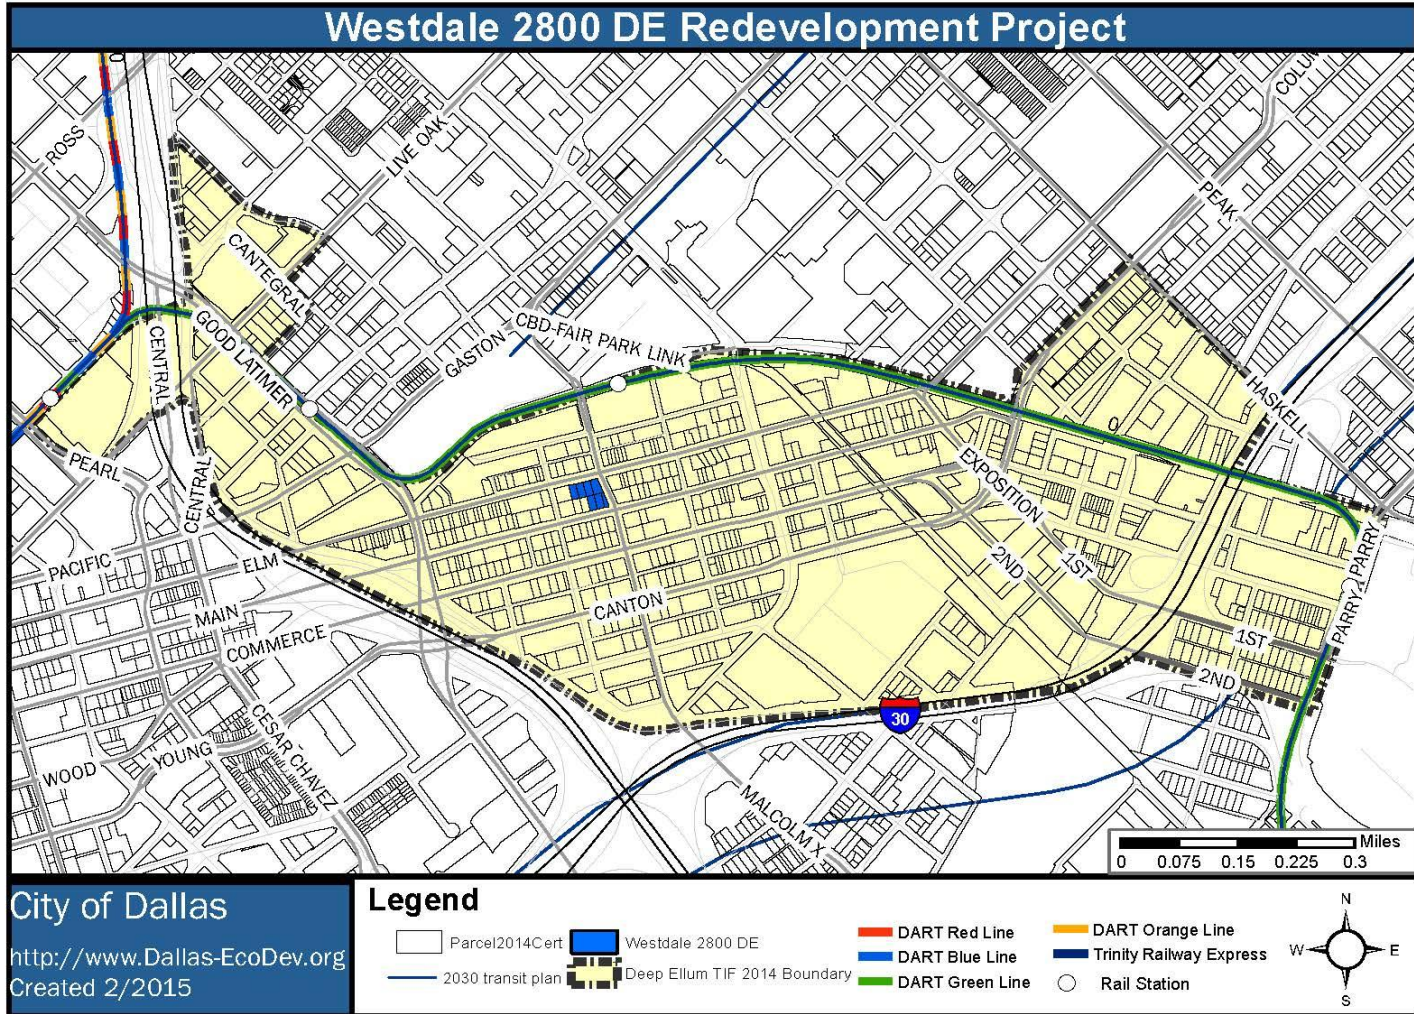 Westdale 2800 DE Redevelopment Project
ROSS
LIVE OAK
COLUM
PEAK
CANTEGRAL
GOOD LATIMER
CENTRAL
GASTON
CBD-FAIR PARK LINK
HASKELL
0
PEARL
CENTRAL
EXPOSITION
PACIFIC
ELM
2ND
1ST
PARRY
MAIN
CANTON
COMMERCE
PARRY
1ST
2ND
30
CESAR CHAVEZ
YOUNG
WOOD
MALCOLM X
Miles
0 0.075 0.15 0.225 0.3
City of Dallas
http://www.Dallas-EcoDev.org
Created 2/2015
Legend
Parcel2014Cert
Westdale 2800 DE
2030 transit plan
Deep Ellum TIF 2014 Boundary
DART Red Line
DART Blue Line
DART Green Line
DART Orange Line
Trinity Railway Express
Rail Station
N
W E
S